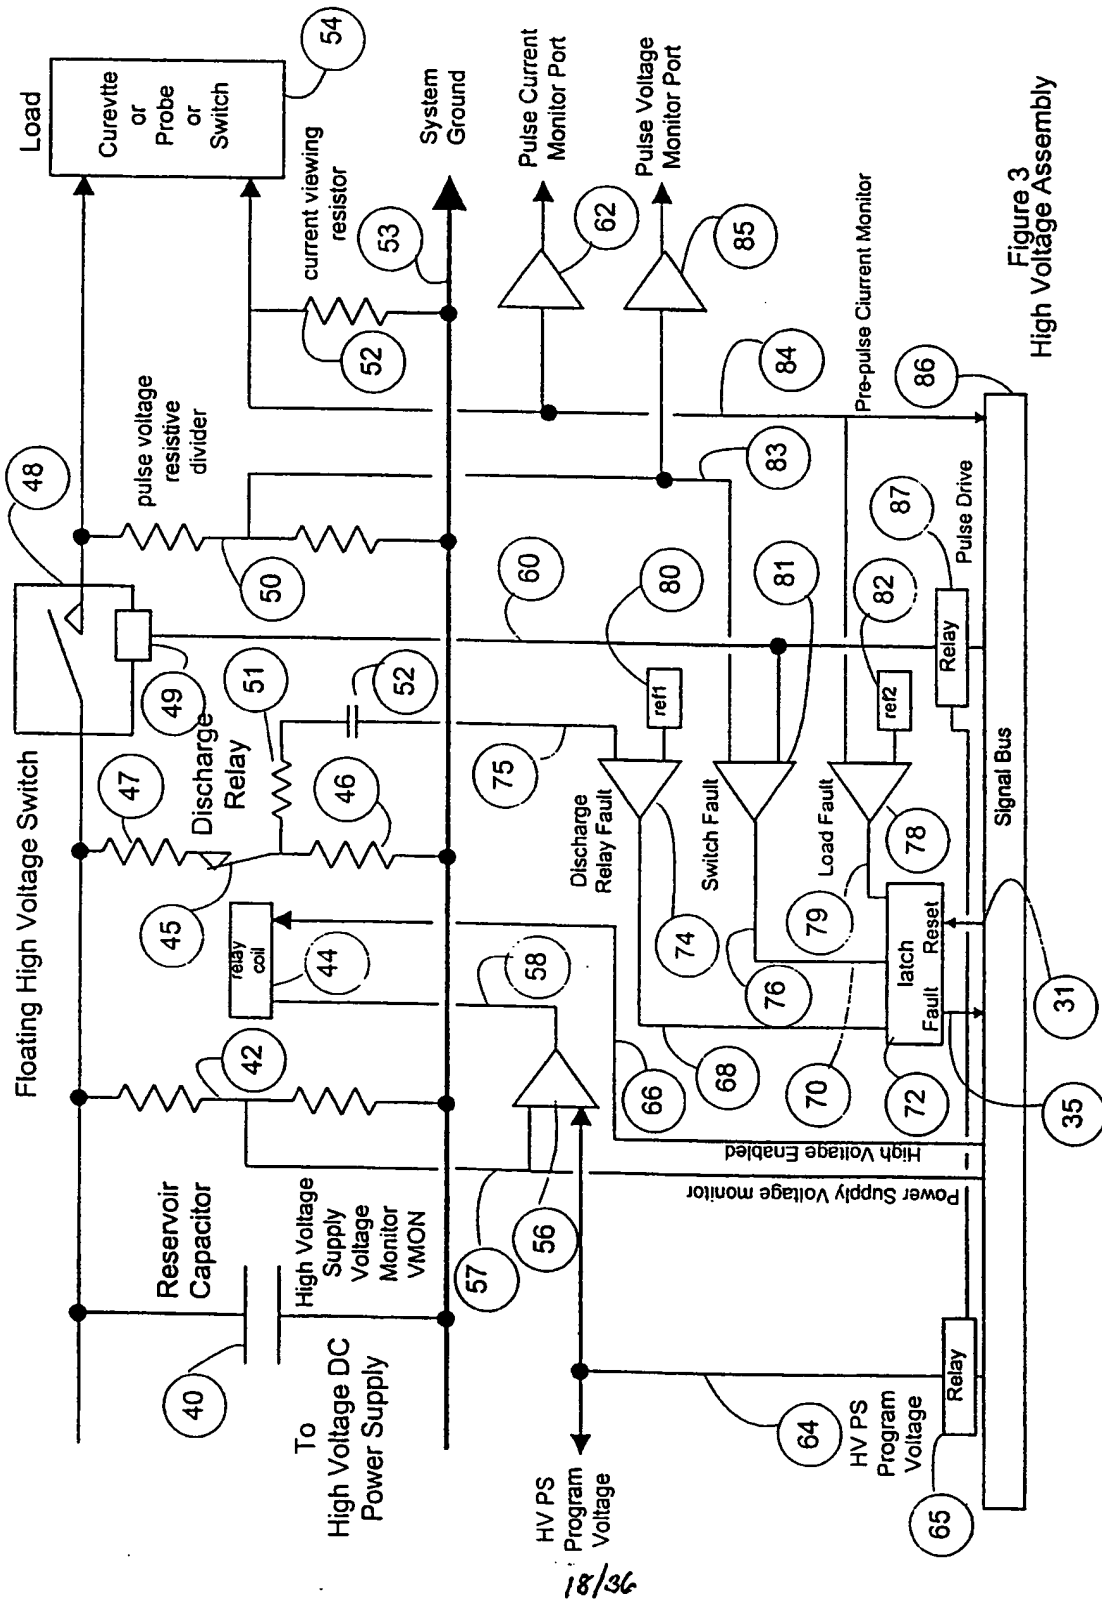 Floating High Voltage Switch
48
Load
Curevtte
or
Probe
or
Switch
54
49
47
Discharge
Relay
51
45
relay
coil
44
46
52
42
50
pulse voltage
resistive
divider
current viewing
resistor
52
53
System
Ground
Reservoir
Capacitor
40
High Voltage
Supply
Voltage
Monitor
VMON
To
High Voltage DC
Power Supply
57
56
58
75
60
Pulse Current
Monitor Port
62
Pulse Voltage
Monitor Port
85
HV PS
Program
Voltage
Discharge
Relay Fault
ref1
80
74
Switch Fault
83
81
84
Pre-pulse Ciurrent Monitor
66
68
76
70
79
Load Fault
78
ref2
82
Pulse Drive
87
86
High Voltage Enabled
Power Supply Voltage monitor
latch
Fault
Reset
72
Relay
64
HV PS
Program
Voltage
Relay
65
Signal Bus
35
31
Figure 3
High Voltage Assembly
18/36